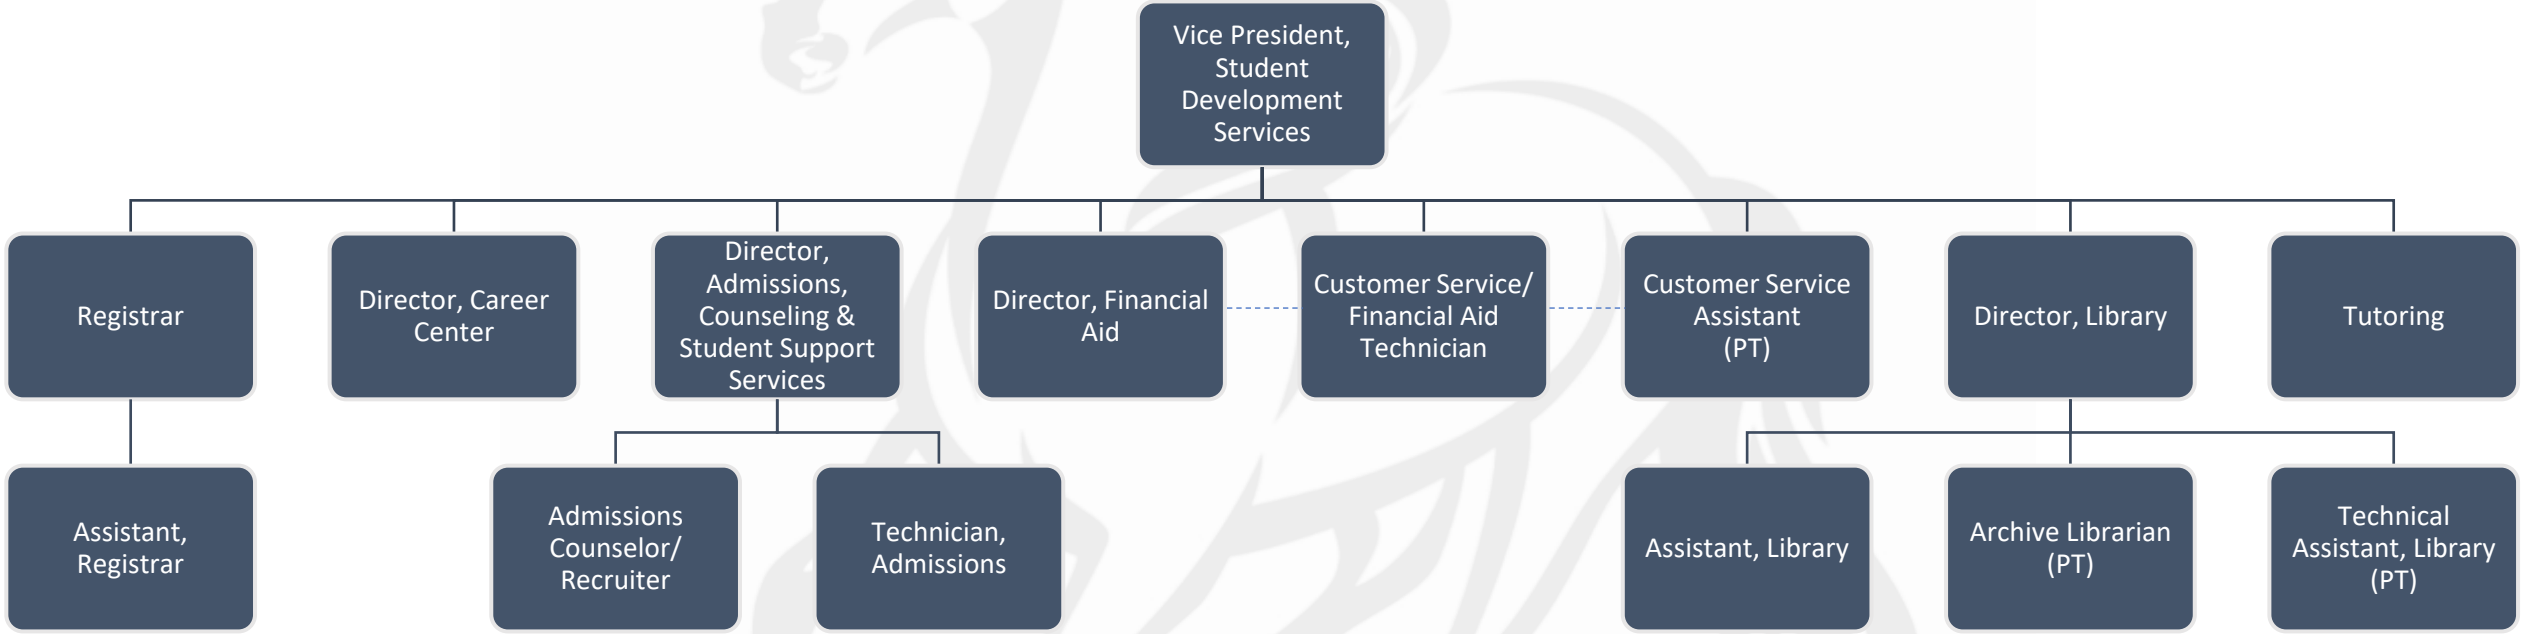 Vice President,
Student
Development
Services
Registrar
Director, Career
Center
Director,
Admissions,
Counseling &
Student Support
Services
Director, Financial
Aid
Customer Service/
Financial Aid
Technician
Customer Service
Assistant
(PT)
Director, Library
Tutoring
Assistant,
Registrar
Admissions
Counselor/
Recruiter
Technician,
Admissions
Assistant, Library
Archive Librarian
(PT)
Technical
Assistant, Library
(PT)